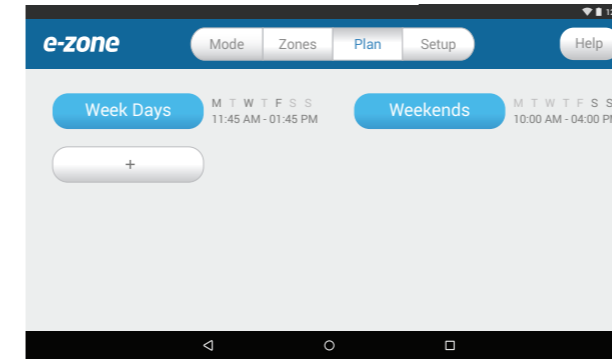 e-zone
Mode Zones Plan Setup Help
Week Days
M T W T F S S
11:45 AM - 01:45 PM
Weekends
M T W T F S S
10:00 AM - 04:00 PM
+